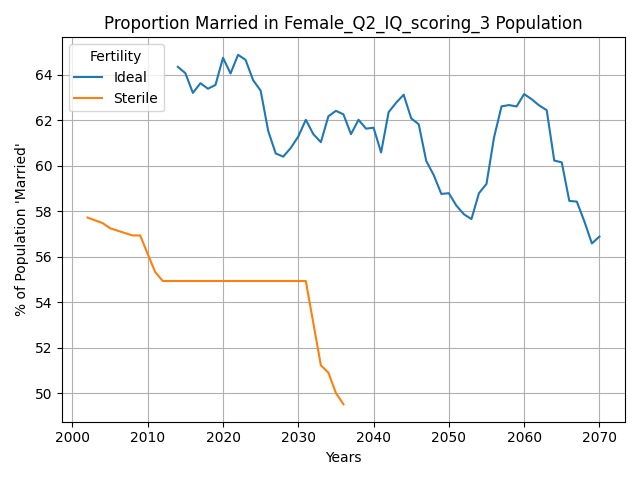 Proportion Married in Female_Q2_IQ_scoring_3 Population
Fertility
Ideal
Sterile
% of Population 'Married'
64
62
60
58
56
54
52
50
2000 2010 2020 2030 2040 2050 2060 2070
Years